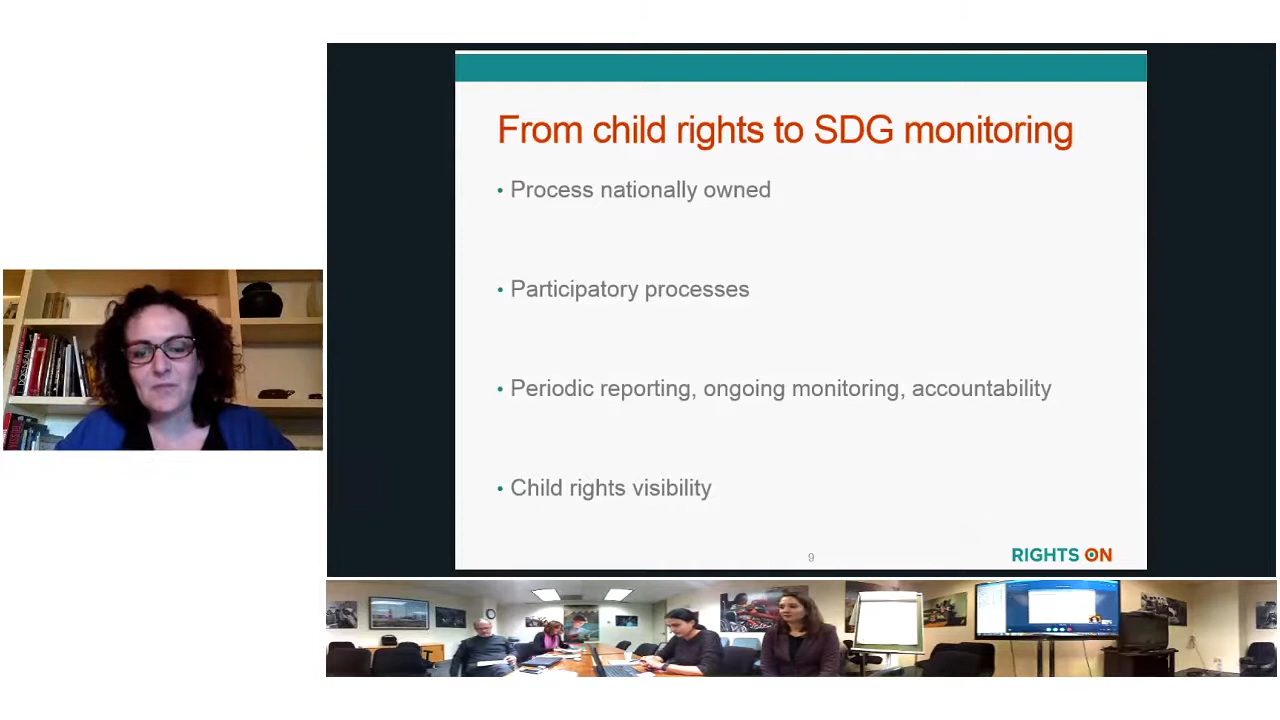 From child rights to SDG monitoring
• Process nationally owned
• Participatory processes
• Periodic reporting, ongoing monitoring, accountability
• Child rights visibility
9
RIGHTS ON
DOISNEAU